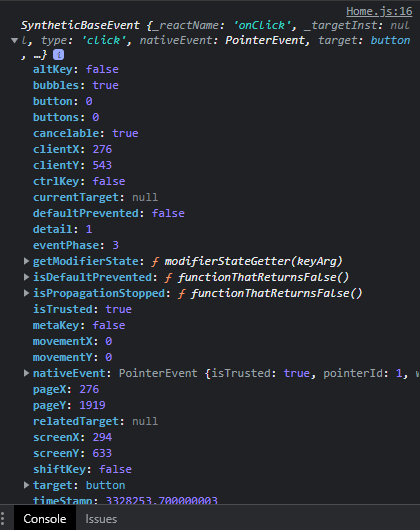 Home.js:16
SyntheticBaseEvent {_reactName: 'onClick', _targetInst: nul
l, type: 'click', nativeEvent: PointerEvent, target: button
, …}
altKey: false
bubbles: true
button: 0
buttons: 0
cancelable: true
clientX: 276
clientY: 543
ctrlKey: false
currentTarget: null
defaultPrevented: false
detail: 1
eventPhase: 3
getModifierState: ƒ modifierStateGetter(keyArg)
isDefaultPrevented: ƒ functionThatReturnsFalse()
isPropagationStopped: ƒ functionThatReturnsFalse()
isTrusted: true
metaKey: false
movementX: 0
movementY: 0
nativeEvent: PointerEvent {isTrusted: true, pointerId: 1, w
pageX: 276
pageY: 1919
relatedTarget: null
screenX: 294
screenY: 633
shiftKey: false
target: button
timeStamp: 3328253.700000003
Console Issues